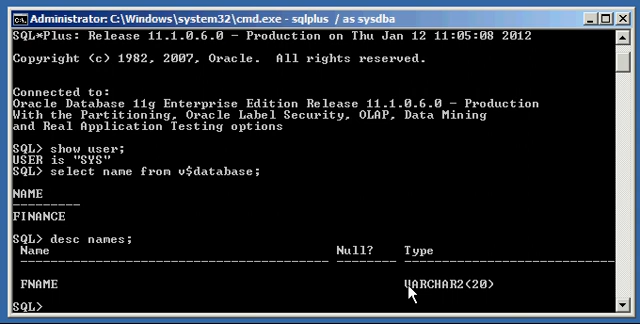 Administrator: C:\Windows\system32\cmd.exe - sqlplus / as sysdba
SQL*Plus: Release 11.1.0.6.0 - Production on Thu Jan 12 11:05:08 2012
Copyright (c) 1982, 2007, Oracle. All rights reserved.
Connected to:
Oracle Database 11g Enterprise Edition Release 11.1.0.6.0 - Production
With the Partitioning, Oracle Label Security, OLAP, Data Mining
and Real Application Testing options
SQL> show user;
USER is "SYS"
SQL> select name from v$database;
NAME
---------
FINANCE
SQL> desc names;
Name Null? Type
----------------------------------------- -------- ----------------------------
FNAME VARCHAR2(20)
SQL>